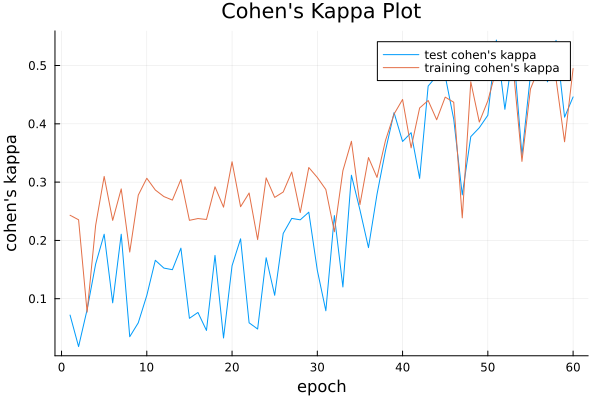 Cohen's Kappa Plot
test cohen's kappa
training cohen's kappa
0.5
0.4
0.3
0.2
0.1
cohen's kappa
0 10 20 30 40 50 60
epoch